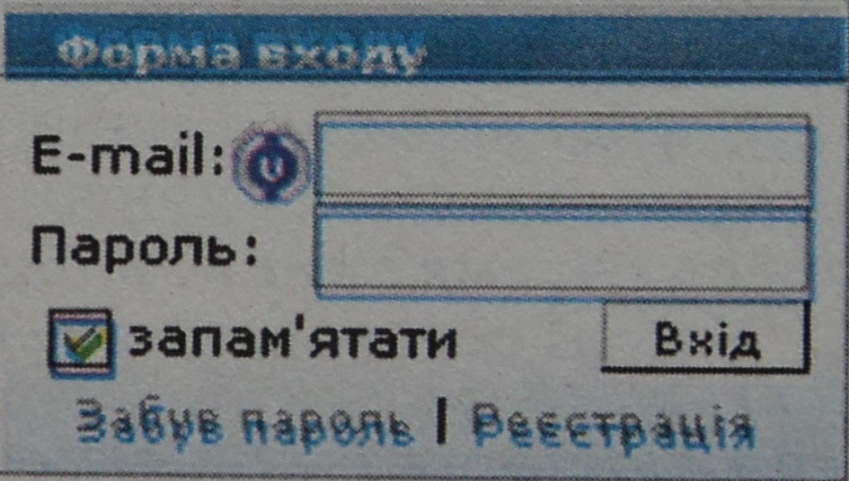 Форма входу
E-mail:
Пароль:
запам'ятати Вхід
Забув пароль | Реєстрація